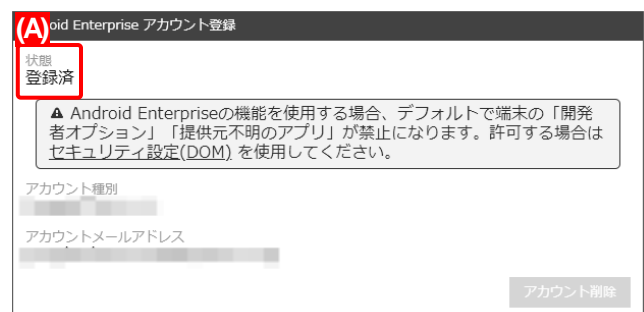 (A)oid Enterprise アカウント登録
状態
登録済
▲ Android Enterpriseの機能を使用する場合、デフォルトで端末の「開発
者オプション」「提供元不明のアプリ」が禁止になります。許可する場合は
セキュリティ設定(DOM) を使用してください。
アカウント種別
アカウントメールアドレス
アカウント削除